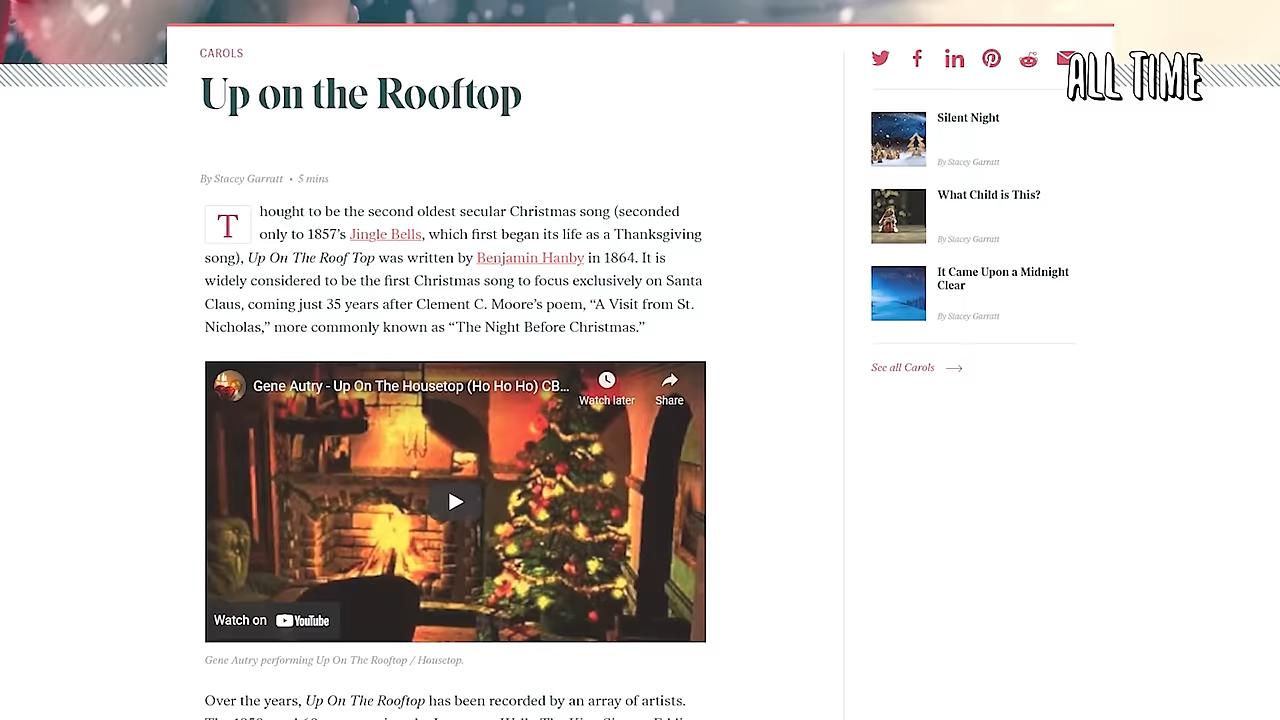 CAROLS
Up on the Rooftop
ALL TIME
By Stacey Garratt • 5 mins
Thought to be the second oldest secular Christmas song (seconded
only to 1857’s Jingle Bells, which first began its life as a Thanksgiving
song), Up On The Roof Top was written by Benjamin Hanby in 1864. It is
widely considered to be the first Christmas song to focus exclusively on Santa
Claus, coming just 35 years after Clement C. Moore’s poem, “A Visit from St.
Nicholas,” more commonly known as “The Night Before Christmas.”
Gene Autry - Up On The Housetop (Ho Ho Ho) CB...
Watch later
Share
Watch on YouTube
Gene Autry performing Up On The Rooftop / Housetop.
Over the years, Up On The Rooftop has been recorded by an array of artists.
Silent Night
By Stacey Garratt
What Child is This?
By Stacey Garratt
It Came Upon a Midnight
Clear
By Stacey Garratt
See all Carols